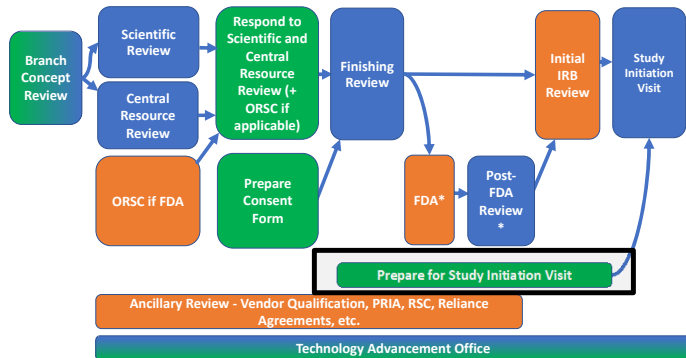 Branch
Concept
Review
Scientific
Review
Central
Resource
Review
ORSC if FDA
Respond to
Scientific and
Central
Resource
Review (+
ORSC if
applicable)
Prepare
Consent
Form
Finishing
Review
FDA*
Post-
FDA
Review
*
Initial
IRB
Review
Study
Initiation
Visit
Prepare for Study Initiation Visit
Ancillary Review - Vendor Qualification, PRIA, RSC, Reliance
Agreements, etc.
Technology Advancement Office